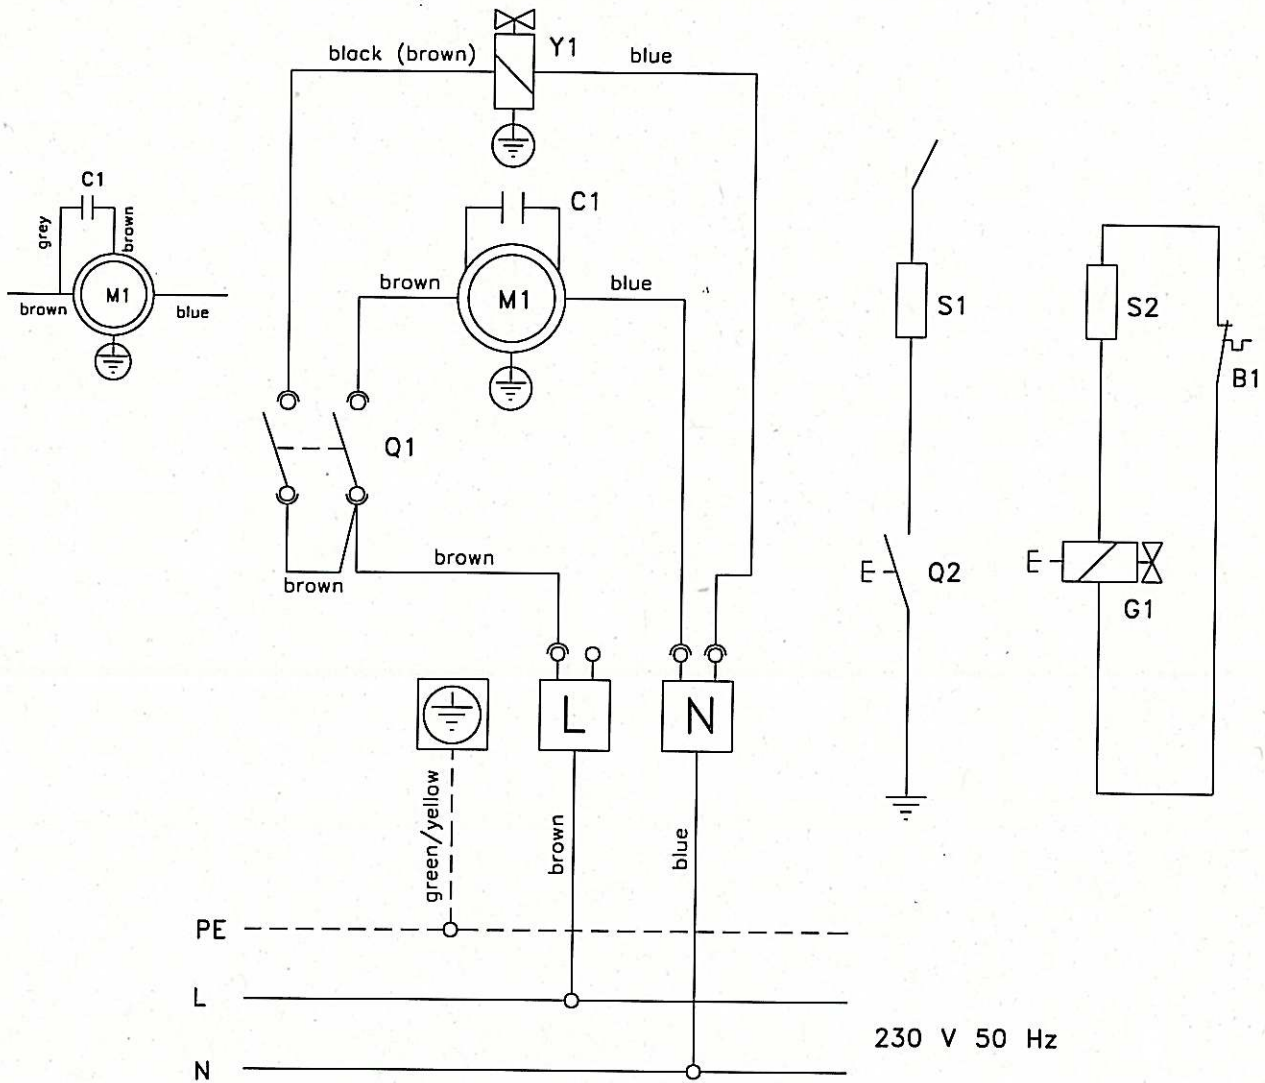 Y1
black (brown)
blue
C1
grey
brown
M1
brown
blue
C1
brown
M1
blue
Q1
brown
brown
L
N
green/yellow
brown
blue
PE
L
N
230 V 50 Hz
S1
Q2
S2
B1
G1